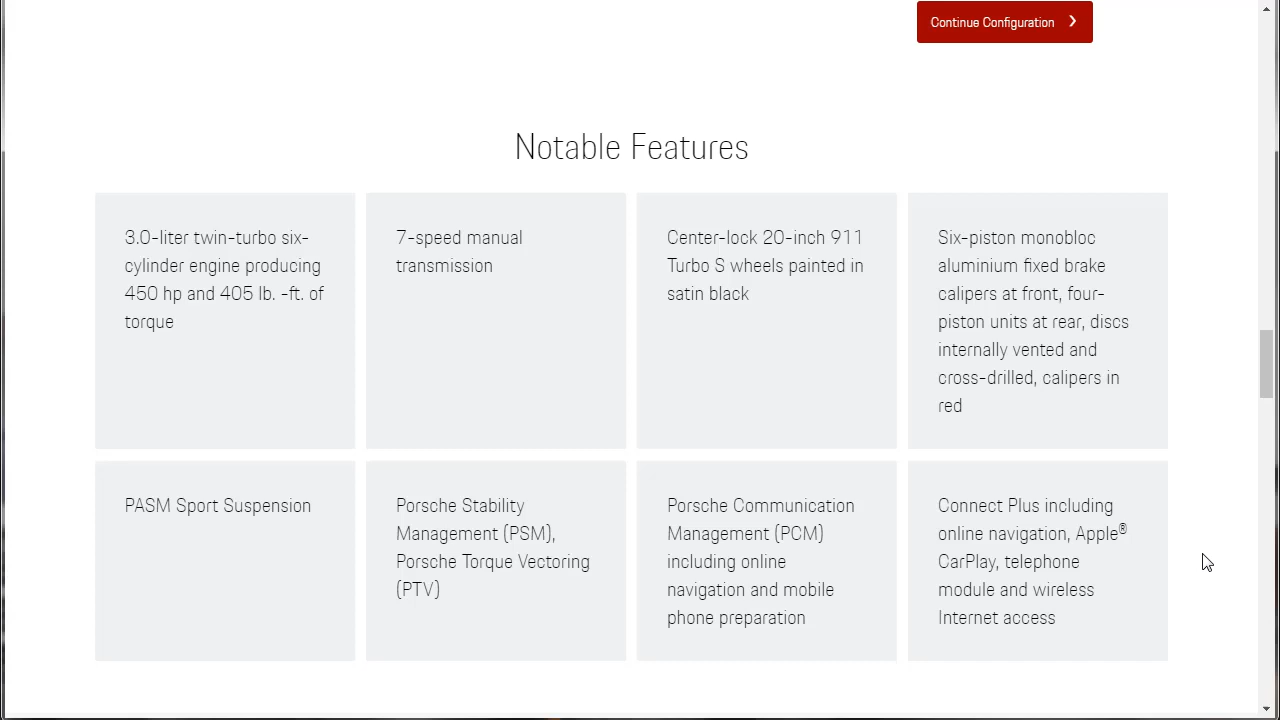 Continue Configuration
Notable Features
3.0-liter twin-turbo six-
cylinder engine producing
450 hp and 405 lb. -ft. of
torque
7-speed manual
transmission
Center-lock 20-inch 911
Turbo S wheels painted in
satin black
Six-piston monobloc
aluminium fixed brake
calipers at front, four-
piston units at rear, discs
internally vented and
cross-drilled, calipers in
red
PASM Sport Suspension
Porsche Stability
Management (PSM),
Porsche Torque Vectoring
(PTV)
Porsche Communication
Management (PCM)
including online
navigation and mobile
phone preparation
Connect Plus including
online navigation, Apple®
CarPlay, telephone
module and wireless
Internet access